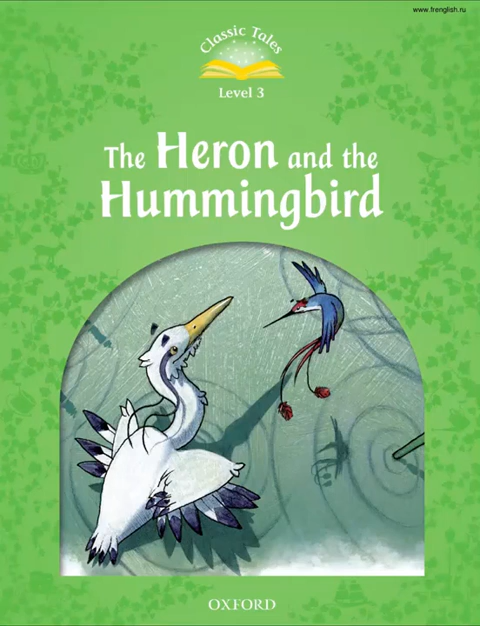 www.frenglish.ru
Classic Tales
Level 3
The Heron and the
Hummingbird
OXFORD